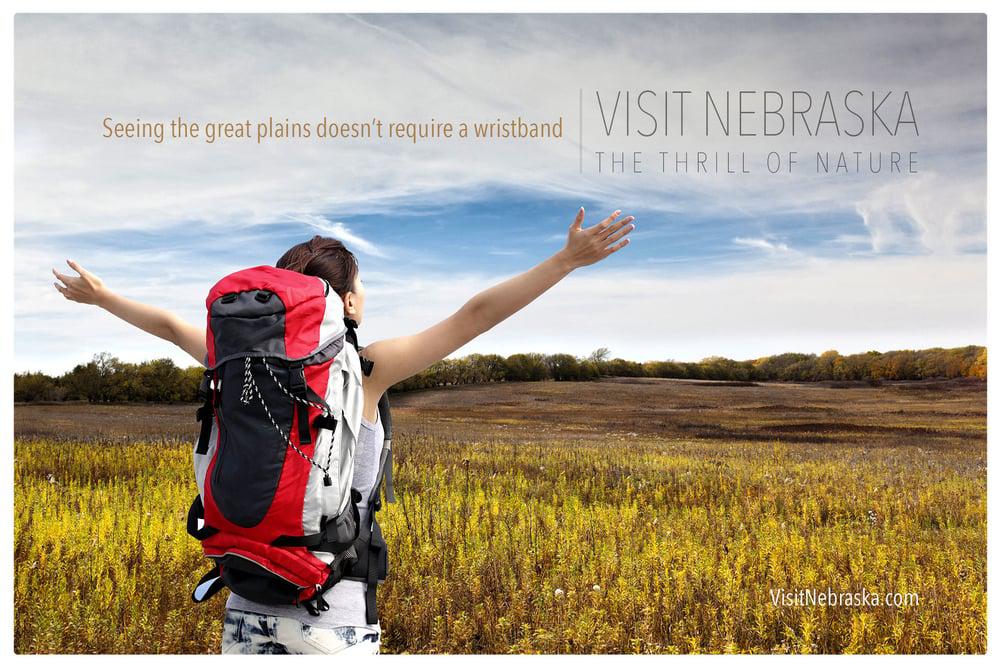 Seeing the great plains doesn't require a wristband
VISIT NEBRASKA
THE THRILL OF NATURE
VisitNebraska.com